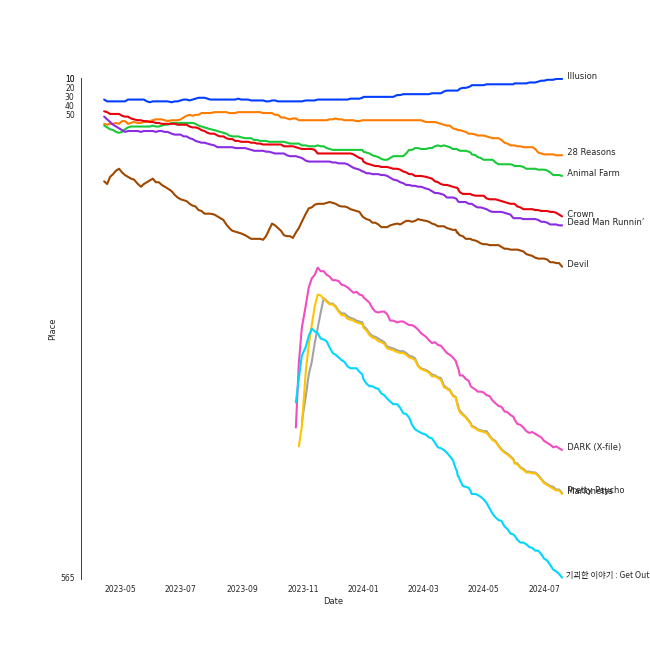 10
20
30
40
50
565
Place
Illusion
28 Reasons
Animal Farm
Crown
Dead Man Runnin’
Devil
DARK (X-file)
Pretty Psycho
Marionette
기괴한 이야기 : Get Out
2023-05 2023-07 2023-09 2023-11 2024-01 2024-03 2024-05 2024-07
Date